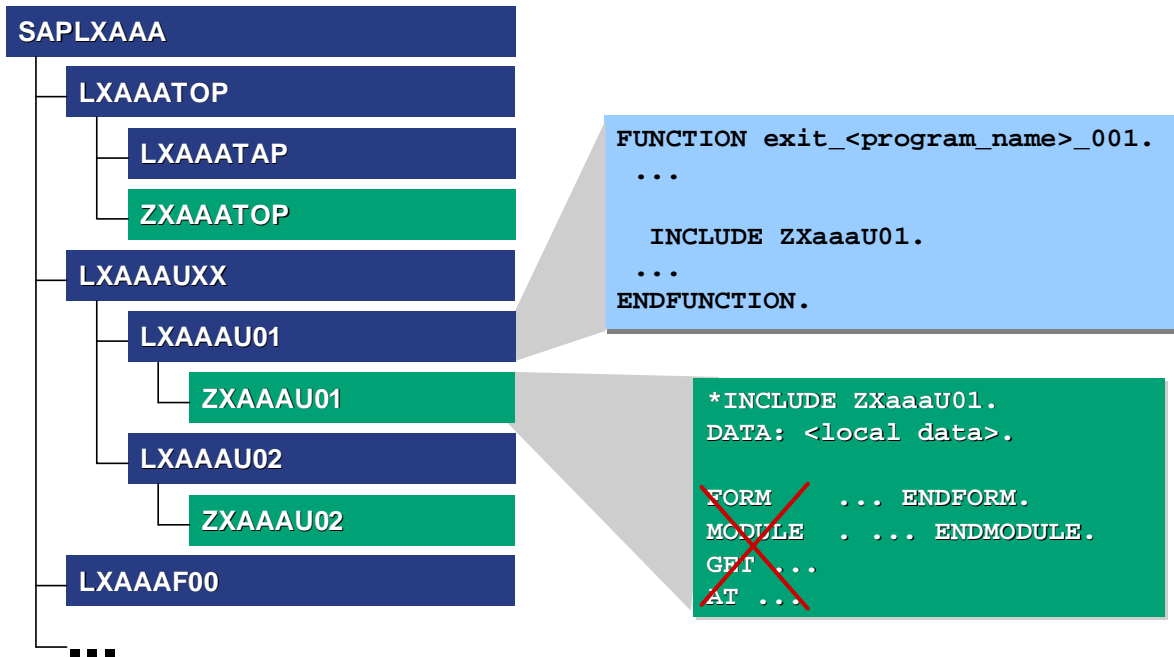 SAPLXAAA
LXAAATOP
LXAAATAP
ZXAAATOP
LXAAAUXX
LXAAAU01
ZXAAAU01
LXAAAU02
ZXAAAU02
LXAAAF00
...
FUNCTION exit_<program_name>_001.
...
INCLUDE ZXaaaU01.
...
ENDFUNCTION.
*INCLUDE ZXaaaU01.
DATA: <local data>.
FORM ... ENDFORM.
MODULE . ... ENDMODULE.
GET ...
AT ...